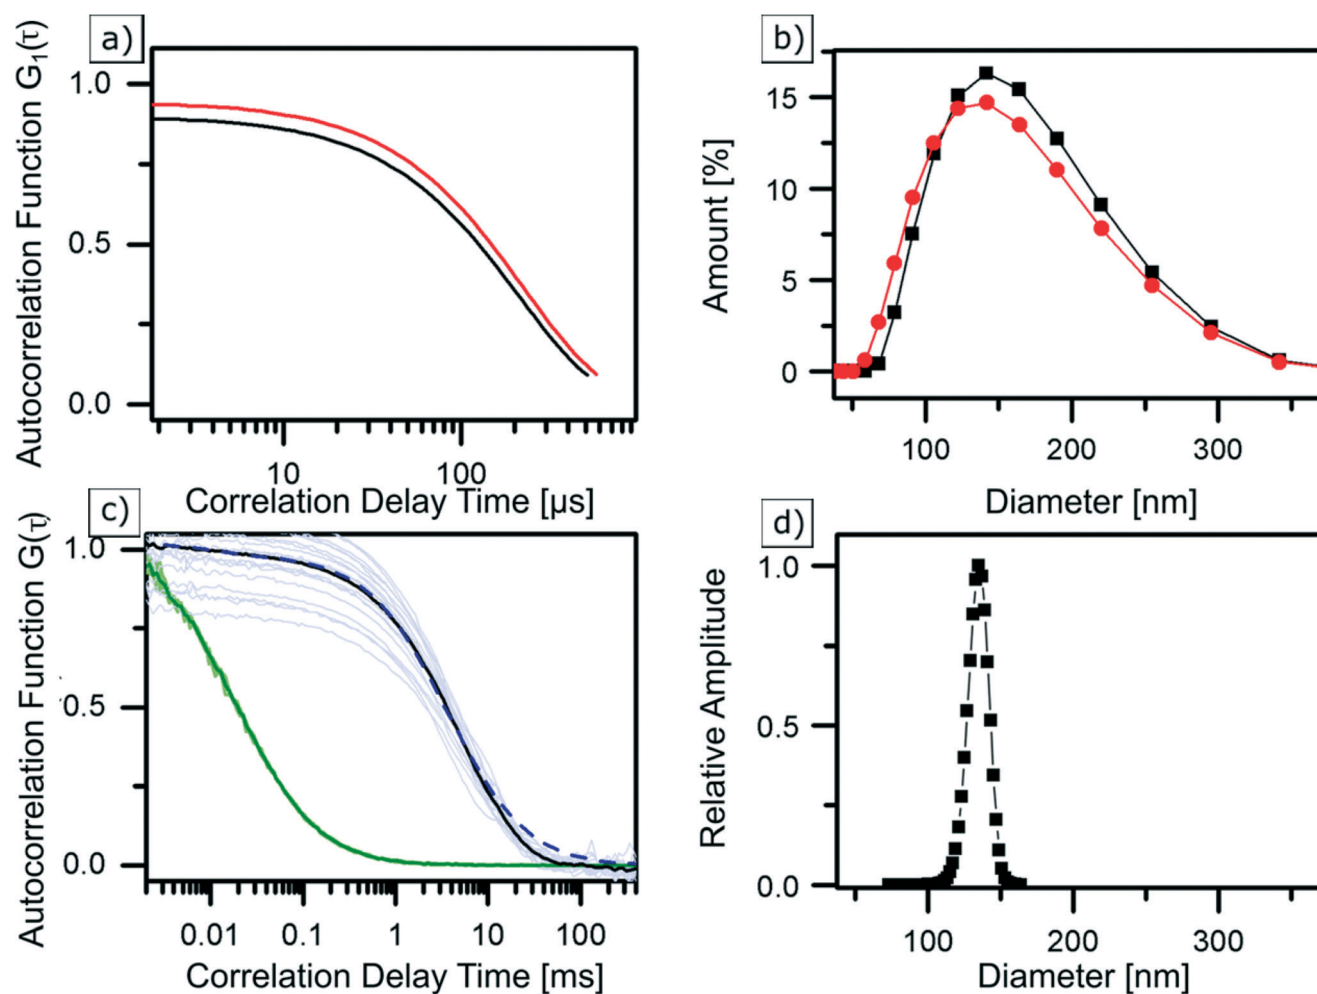 a)
Autocorrelation Function G₁(τ)
1.0
0.5
0.0
10
100
Correlation Delay Time [µs]
b)
Amount [%]
15
10
5
0
100
200
300
Diameter [nm]
c)
Autocorrelation Function G(τ)
1.0
0.5
0.0
0.01
0.1
1
10
100
Correlation Delay Time [ms]
d)
Relative Amplitude
1.0
0.5
0.0
100
200
300
Diameter [nm]